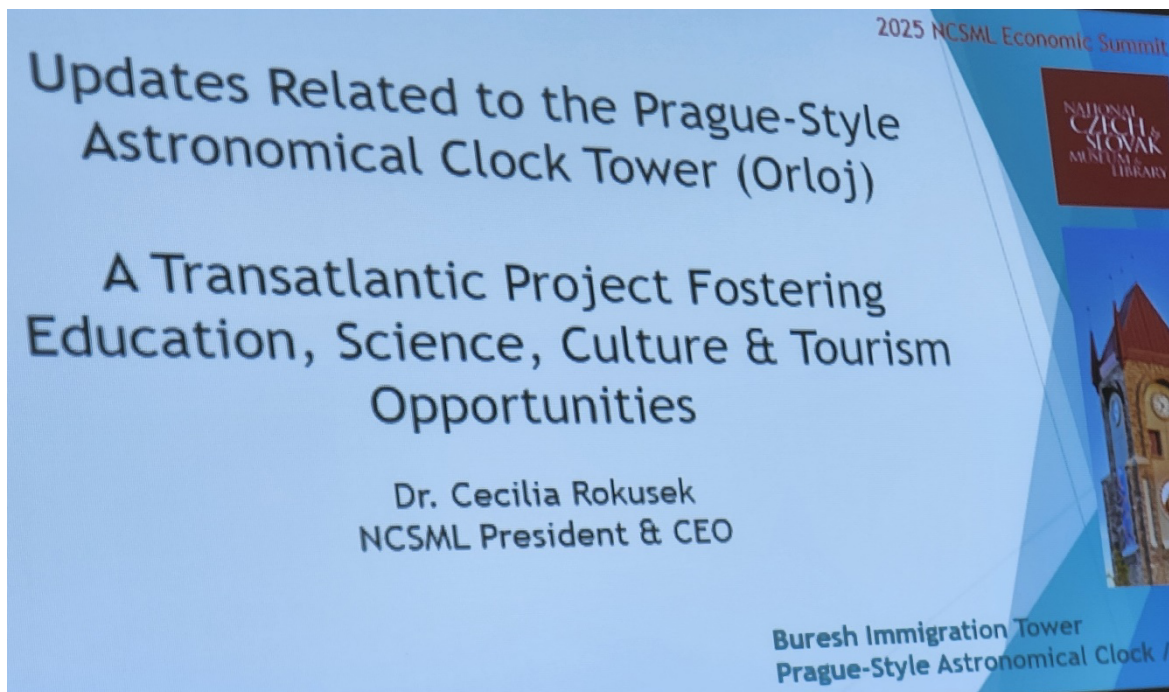 2025 NCSML Economic Summit
NATIONAL
CZECH &
SLOVAK
MUSEUM &
LIBRARY
Updates Related to the Prague-Style
Astronomical Clock Tower (Orloj)
A Transatlantic Project Fostering
Education, Science, Culture & Tourism
Opportunities
Dr. Cecilia Rokusek
NCSML President & CEO
Buresh Immigration Tower
Prague-Style Astronomical Clock /